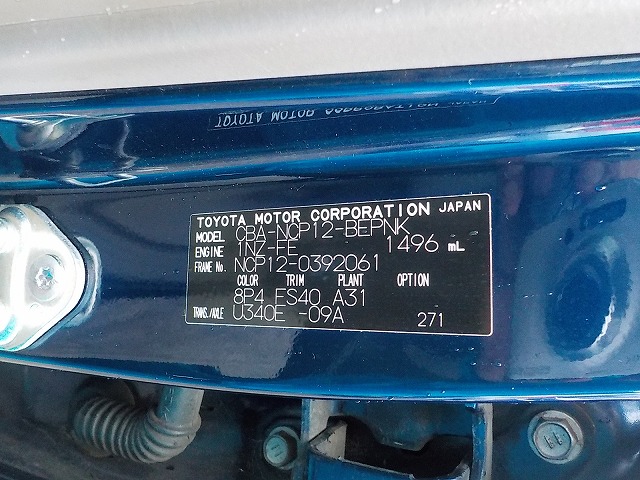 TOYOTA MOTOR CORPORATION JAPAN
MODEL CBA-NCP12-BEPNK
ENGINE 1NZ-FE 1496 mL
FRAME No. NCP12-0392061
COLOR TRIM PLANT OPTION
8P4 FS40 A31
TRANS./AXLE U340E -09A 271